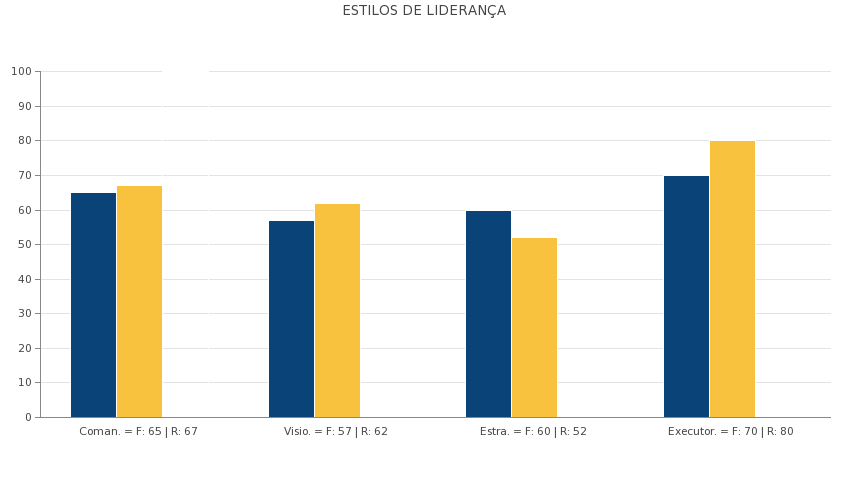 ESTILOS DE LIDERANÇA
100
90
80
70
60
50
40
30
20
10
0
Coman. = F: 65 | R: 67
Visio. = F: 57 | R: 62
Estra. = F: 60 | R: 52
Executor. = F: 70 | R: 80